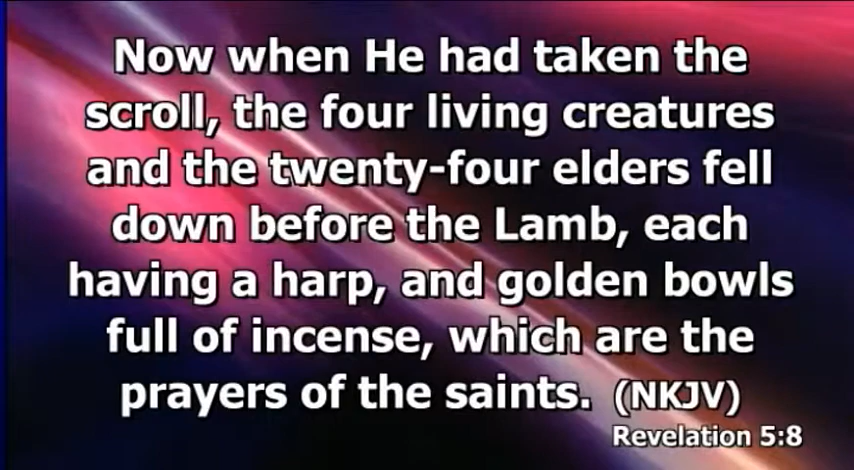 Now when He had taken the
scroll, the four living creatures
and the twenty-four elders fell
down before the Lamb, each
having a harp, and golden bowls
full of incense, which are the
prayers of the saints. (NKJV)
Revelation 5:8